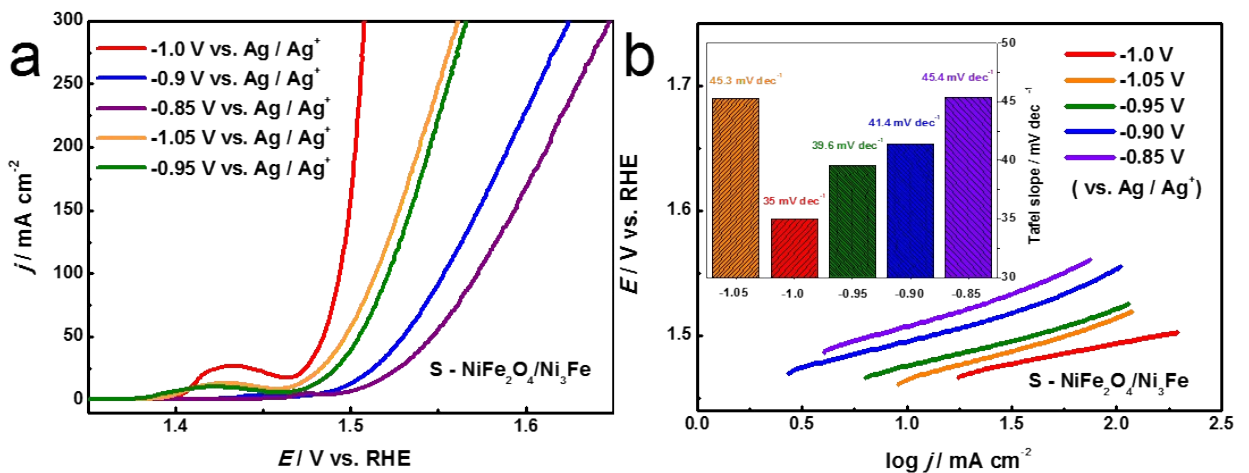 a
300
250
200
150
100
50
0
j / mA cm⁻²
-1.0 V vs. Ag / Ag⁺
-0.9 V vs. Ag / Ag⁺
-0.85 V vs. Ag / Ag⁺
-1.05 V vs. Ag / Ag⁺
-0.95 V vs. Ag / Ag⁺
S - NiFe₂O₄/Ni₃Fe
1.4
1.5
1.6
E / V vs. RHE
b
1.7
1.6
1.5
E / V vs. RHE
45.3 mV dec⁻¹
35 mV dec⁻¹
39.6 mV dec⁻¹
41.4 mV dec⁻¹
45.4 mV dec⁻¹
50
45
40
35
30
Tafel slope / mV dec⁻¹
-1.05
-1.0
-0.95
-0.90
-0.85
-1.0 V
-1.05 V
-0.95 V
-0.90 V
-0.85 V
( vs. Ag / Ag⁺)
S - NiFe₂O₄/Ni₃Fe
0.0
0.5
1.0
1.5
2.0
2.5
log j / mA cm⁻²